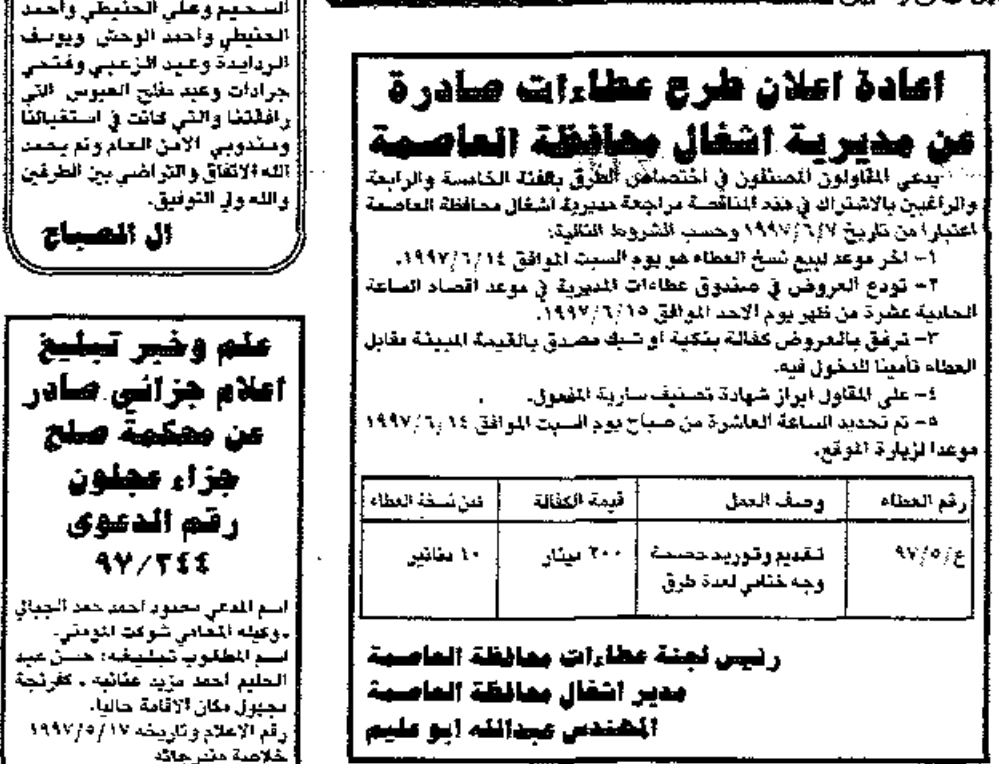 اعادة اعلان طرح عطاءات صادرة
عن مديرية اشغال محافظة العاصمة
يدعى المقاولون المصنفون في اختصاص الطرق بالفئة الخامسة والرابعة
والراغبين بالاشتراك في هذه المناقصة مراجعة مديرية اشغال محافظة العاصمة
اعتبارا من تاريخ ١٩٩٧/٦/٧ وحسب الشروط التالية:
١- اخر موعد لبيع نسخ العطاء هو يوم السبت الموافق ١٩٩٧/٦/١٤.
٢- تودع العروض في صندوق عطاءات المديرية في موعد اقصاه الساعة
الحادية عشرة من ظهر يوم الاحد الموافق ١٩٩٧/٦/١٥.
٣- ترفق بالعروض كفالة بنكية او شيك مصدق بالقيمة المبينة مقابل
العطاء تأمينا للدخول فيه.
٤- على المقاول ابراز شهادة تصنيف سارية المفعول.
٥- تم تحديد الساعة العاشرة من صباح يوم السبت الموافق ١٩٩٧/٦/١٤
موعدا لزيارة الموقع.
رقم العطاء وصف العمل قيمة الكفالة ثمن نسخة العطاء
ع/٥/٩٧ تقديم وتوريد حصمة ٢٠٠ دينار ٤٠ دنانير
وجه ختامي لعدة طرق
رئيس لجنة عطاءات محافظة العاصمة
مدير اشغال محافظة العاصمة
المهندس عبدالله ابو عليم
السحيم وعلي الحنيطي واحمد
الحنيطي واحمد الوحش ويوسف
الردايدة وعيد الزعبي وفتحي
جرادات وعبد مفلح العبوس التي
رافقتنا والتي كانت في استقبالنا
ومندوبي الامن العام وتم بحمد
الله الاتفاق والتراضي بين الطرفين
والله ولي التوفيق.
ال الصباح
علم وخبر تبليغ
اعلام جزائي صادر
عن محكمة صلح
جزاء عجلون
رقم الدعوى
٩٧/٢٤٤
اسم المدعي محمود احمد حمد الجبالي
. وكيله المحامي شوكت المومني.
اسم المطلوب تبليغه: حسن عبد
الحليم احمد مزيد عنانبه . كفرنجة
مجهول مكان الاقامة حاليا.
رقم الاعلام وتاريخه ١٩٩٧/٥/١٧
خلاصة مندرجاته